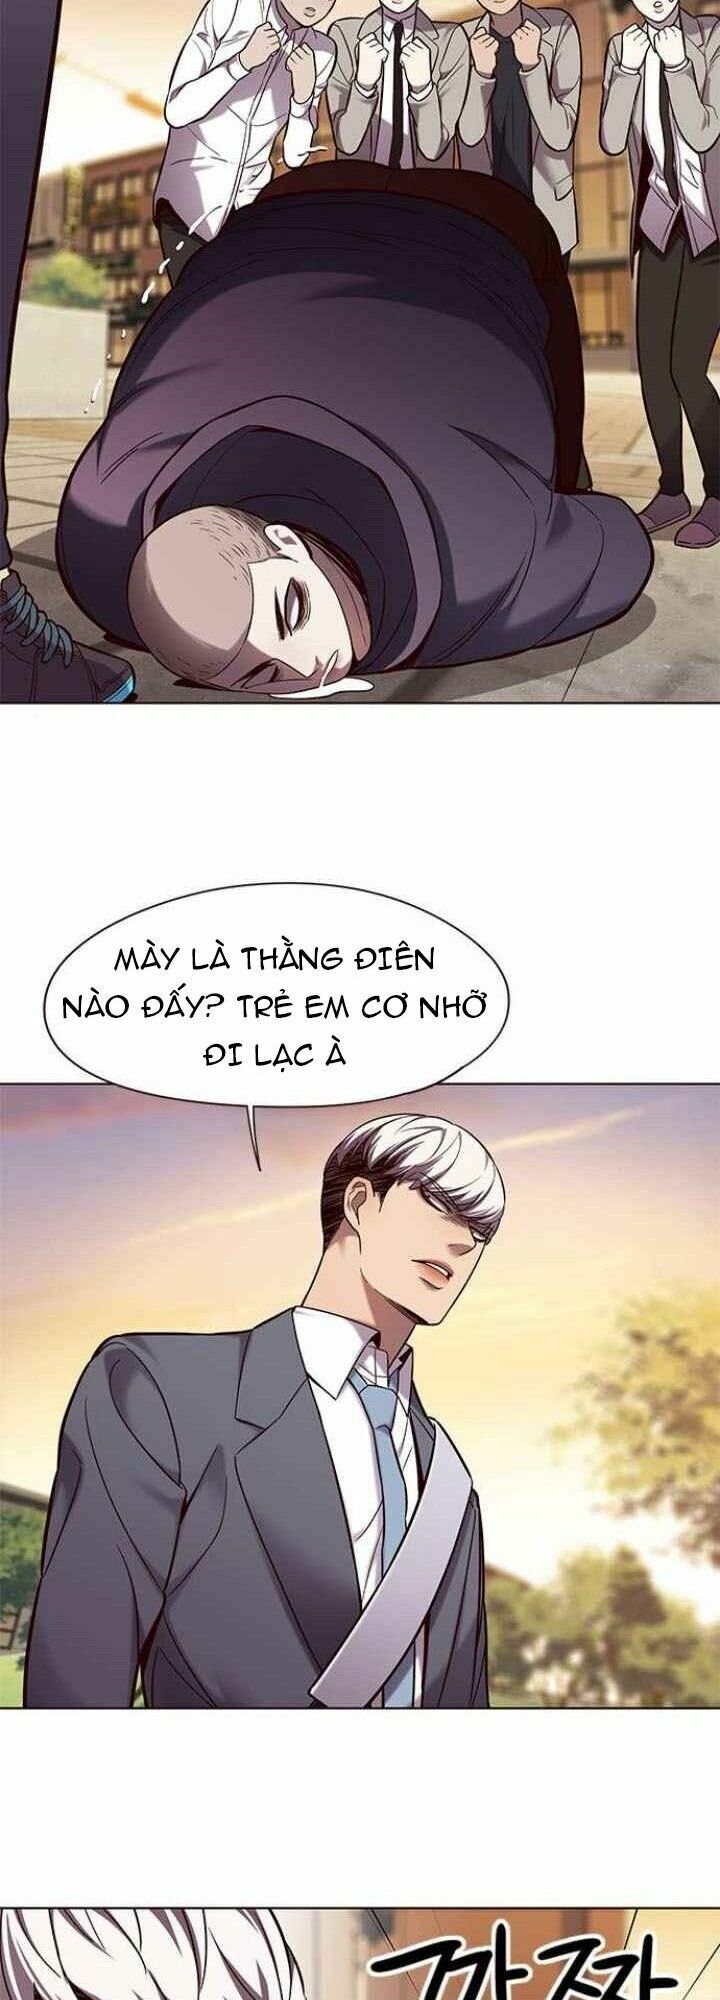 MÀY LÀ THẰNG ĐIÊN
NÀO ĐẤY? TRẺ EM CƠ NHỠ
ĐI LẠC À